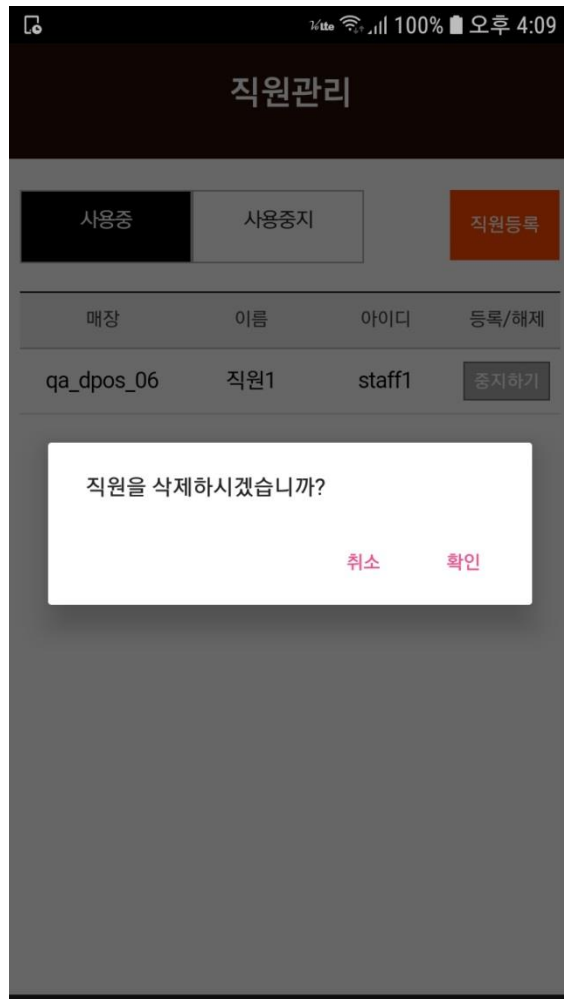 100% 오후 4:09
직원관리
사용중 사용중지 직원등록
매장 이름 아이디 등록/해제
qa_dpos_06 직원1 staff1 중지하기
직원을 삭제하시겠습니까?
취소 확인